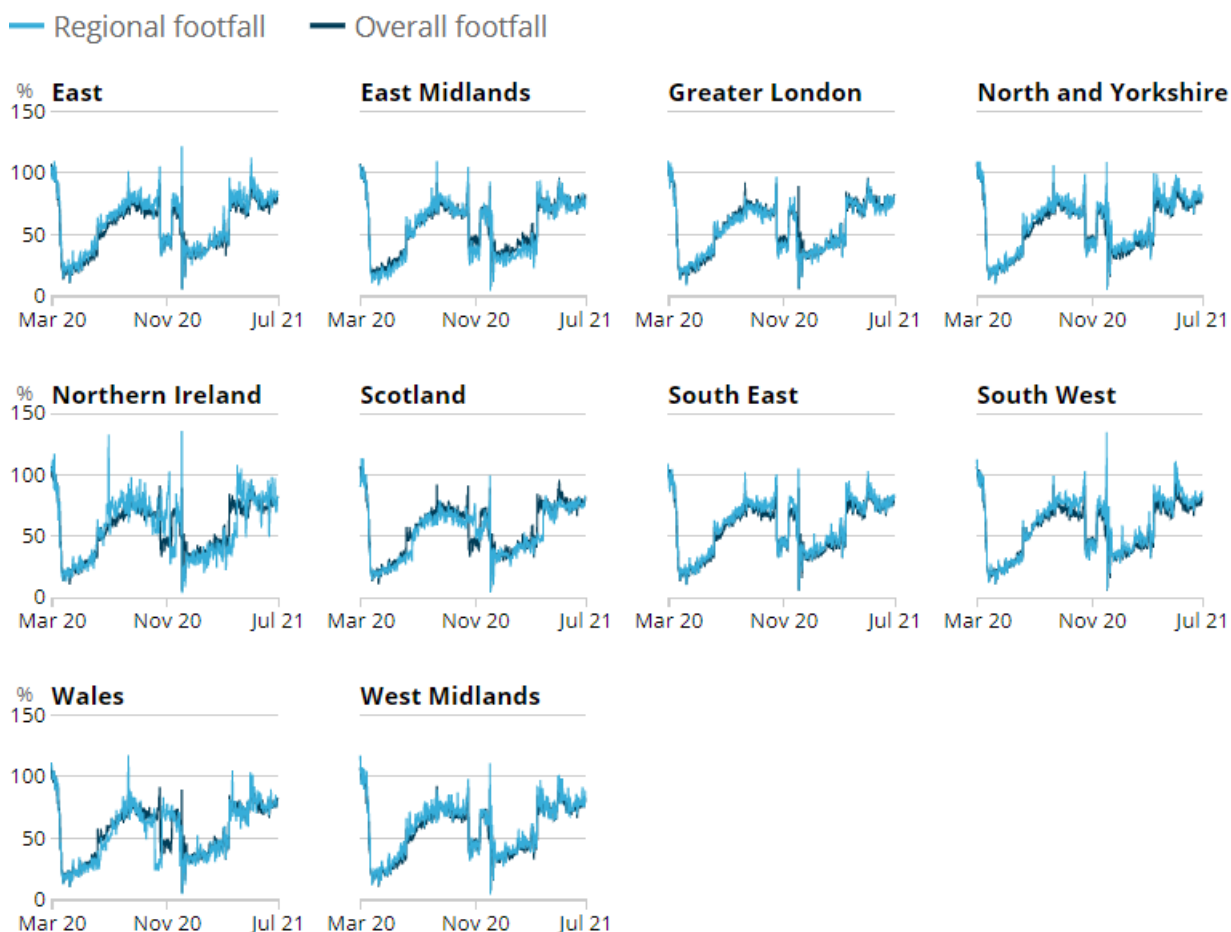 Regional footfall Overall footfall
% East East Midlands Greater London North and Yorkshire
150
100
50
0
Mar 20 Nov 20 Jul 21 Mar 20 Nov 20 Jul 21 Mar 20 Nov 20 Jul 21 Mar 20 Nov 20 Jul 21
% Northern Ireland Scotland South East South West
150
100
50
0
Mar 20 Nov 20 Jul 21 Mar 20 Nov 20 Jul 21 Mar 20 Nov 20 Jul 21 Mar 20 Nov 20 Jul 21
% Wales West Midlands
150
100
50
0
Mar 20 Nov 20 Jul 21 Mar 20 Nov 20 Jul 21